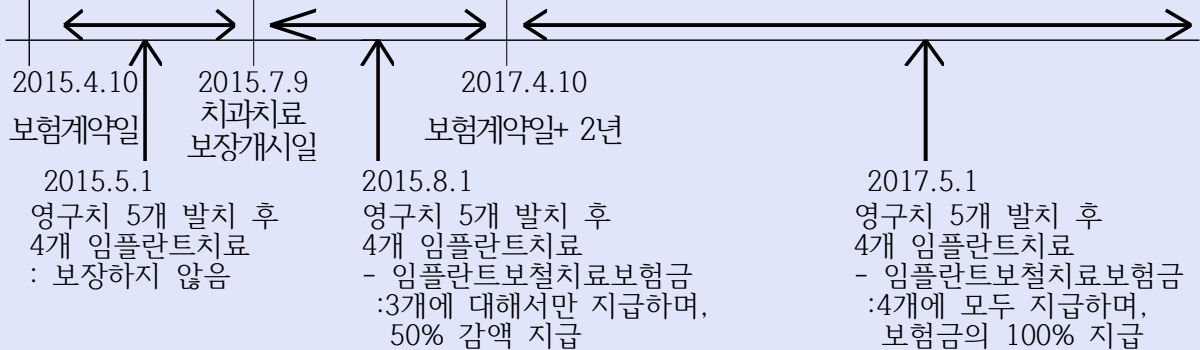 2015.4.10
보험계약일
2015.7.9
치과치료
보장개시일
2017.4.10
보험계약일+ 2년
2015.5.1
영구치 5개 발치 후
4개 임플란트치료
: 보장하지 않음
2015.8.1
영구치 5개 발치 후
4개 임플란트치료
- 임플란트보철치료보험금
:3개에 대해서만 지급하며,
50% 감액 지급
2017.5.1
영구치 5개 발치 후
4개 임플란트치료
- 임플란트보철치료보험금
:4개에 모두 지급하며,
보험금의 100% 지급